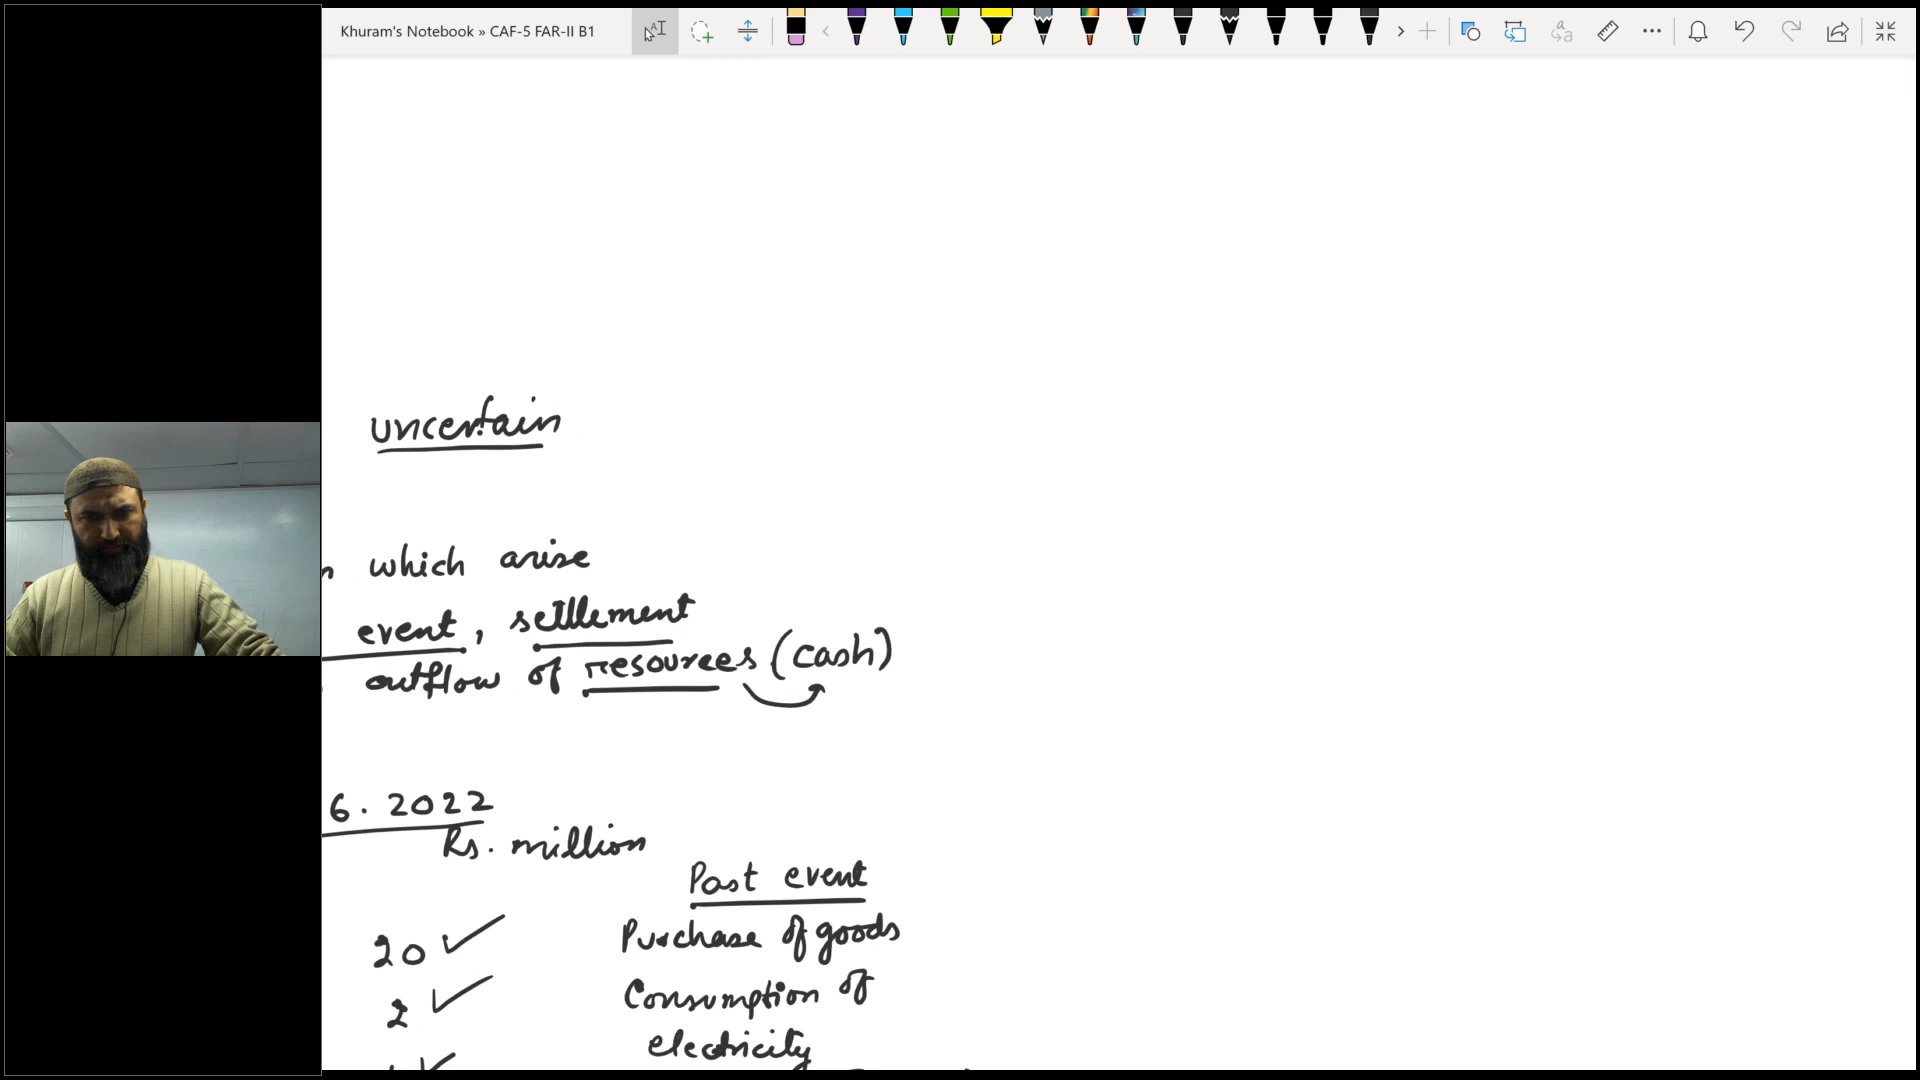 Khuram's Notebook » CAF-5 FAR-II B1
uncertain
n which arise
event, settlement
outflow of resources (cash)
6. 2022
Rs. million
Past event
20 ✓ Purchase of goods
2 ✓ Consumption of
electricity